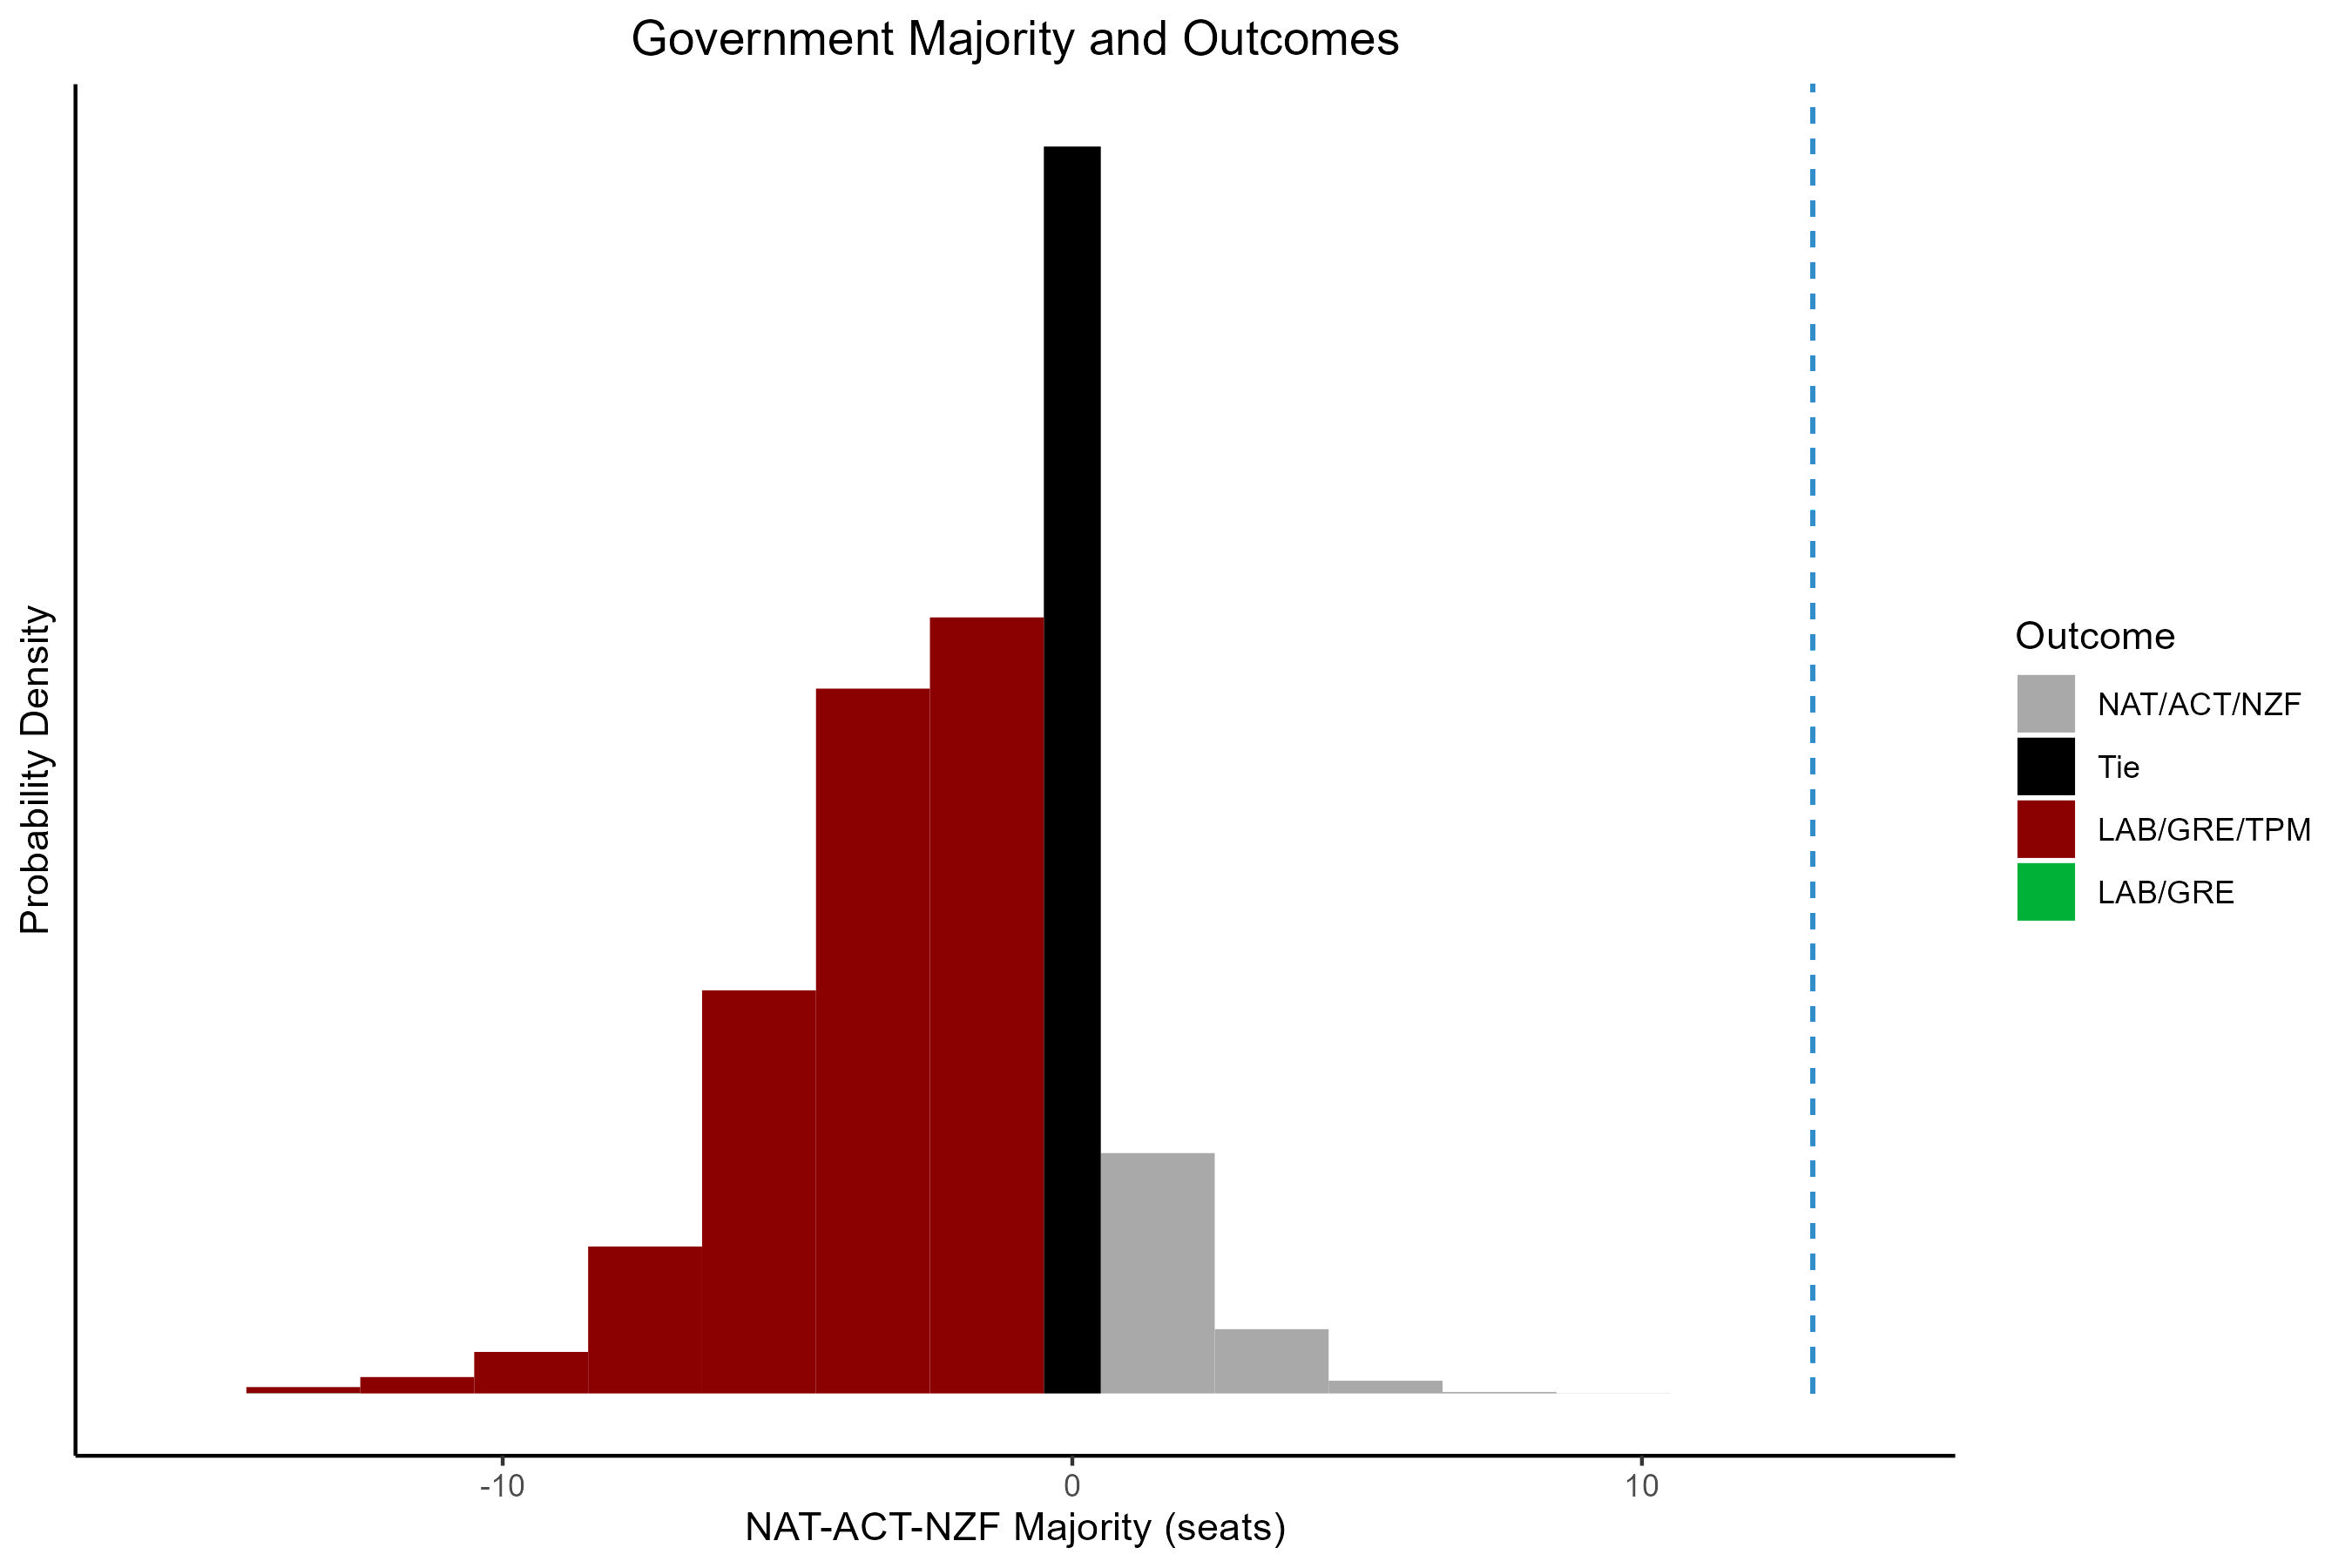 Government Majority and Outcomes
Probability Density
-10
0
10
NAT-ACT-NZF Majority (seats)
Outcome
NAT/ACT/NZF
Tie
LAB/GRE/TPM
LAB/GRE